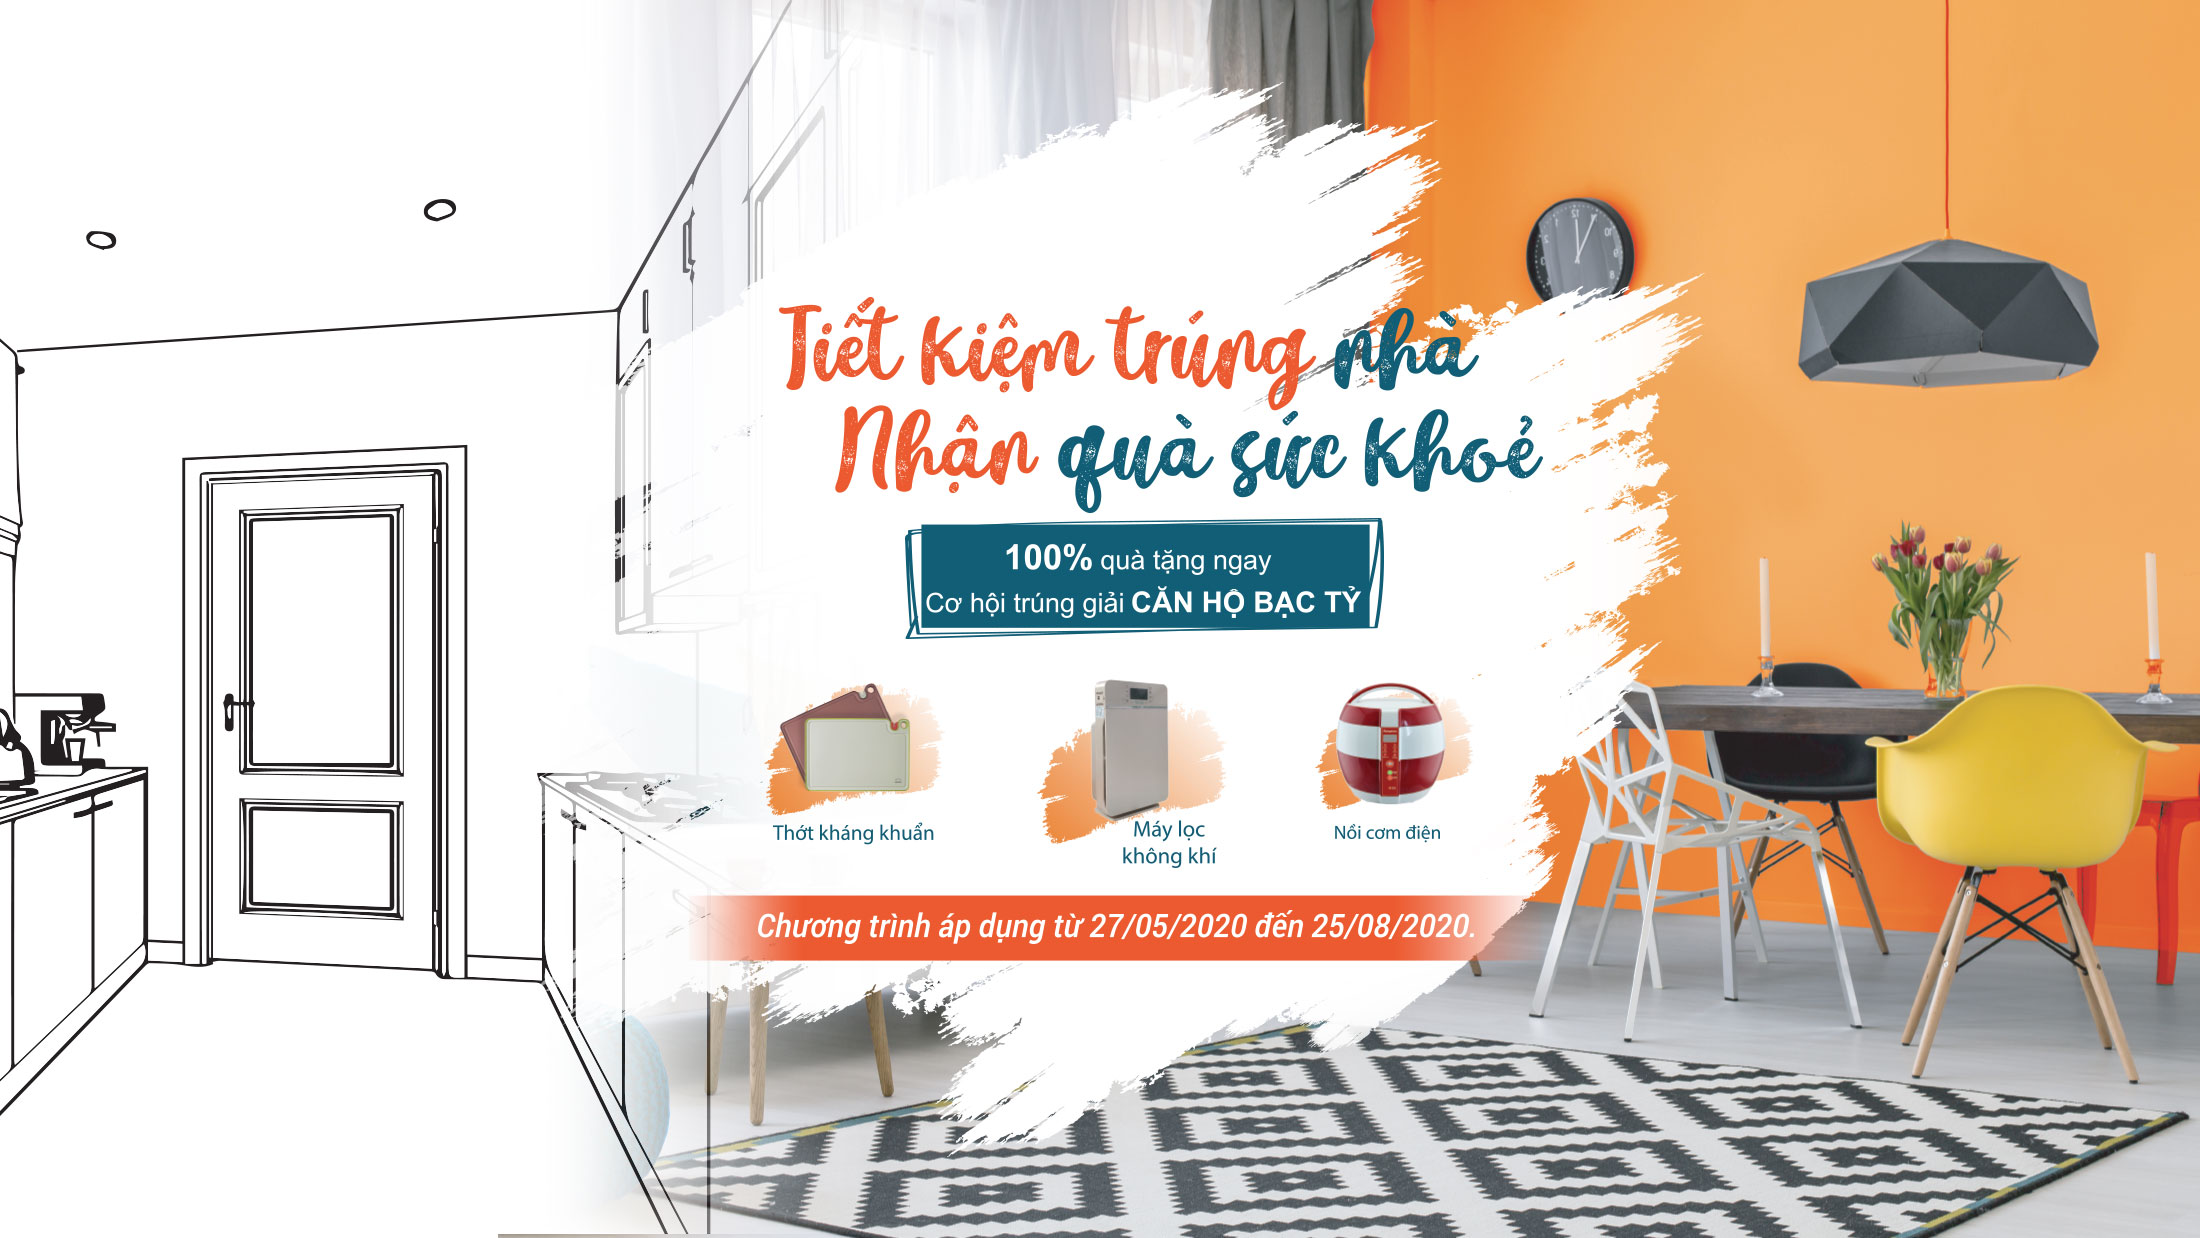 Tiết kiệm trúng nhà
Nhận quà sức khoẻ
100% quà tặng ngay
Cơ hội trúng giải CĂN HỘ BẠC TỶ
Thớt kháng khuẩn
Máy lọc
không khí
Nồi cơm điện
Chương trình áp dụng từ 27/05/2020 đến 25/08/2020.